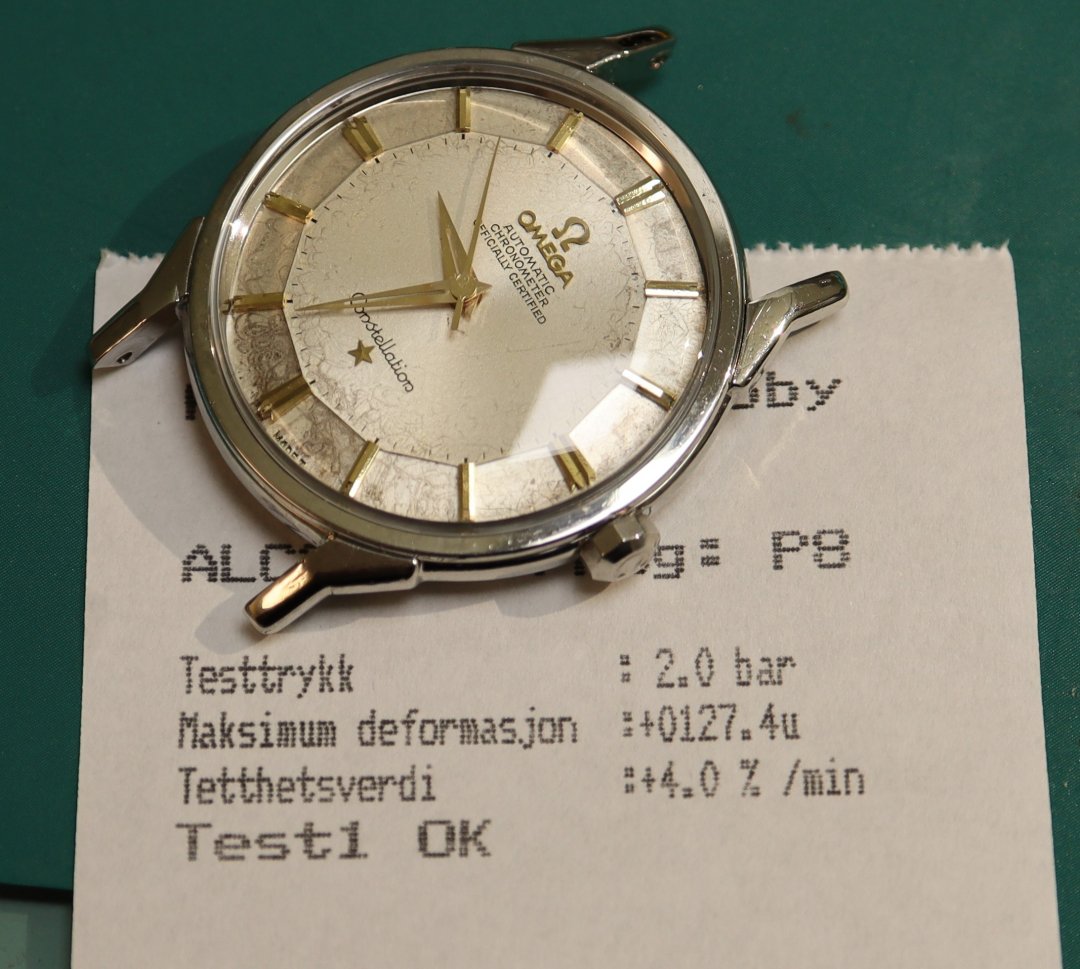 Ω
OMEGA
AUTOMATIC
CHRONOMETER
OFFICIALLY CERTIFIED
Constellation
P8
Testtrykk : 2.0 bar
Maksimum deformasjon :+0127.4u
Tetthetsverdi :+4.0 % /min
Test1 OK